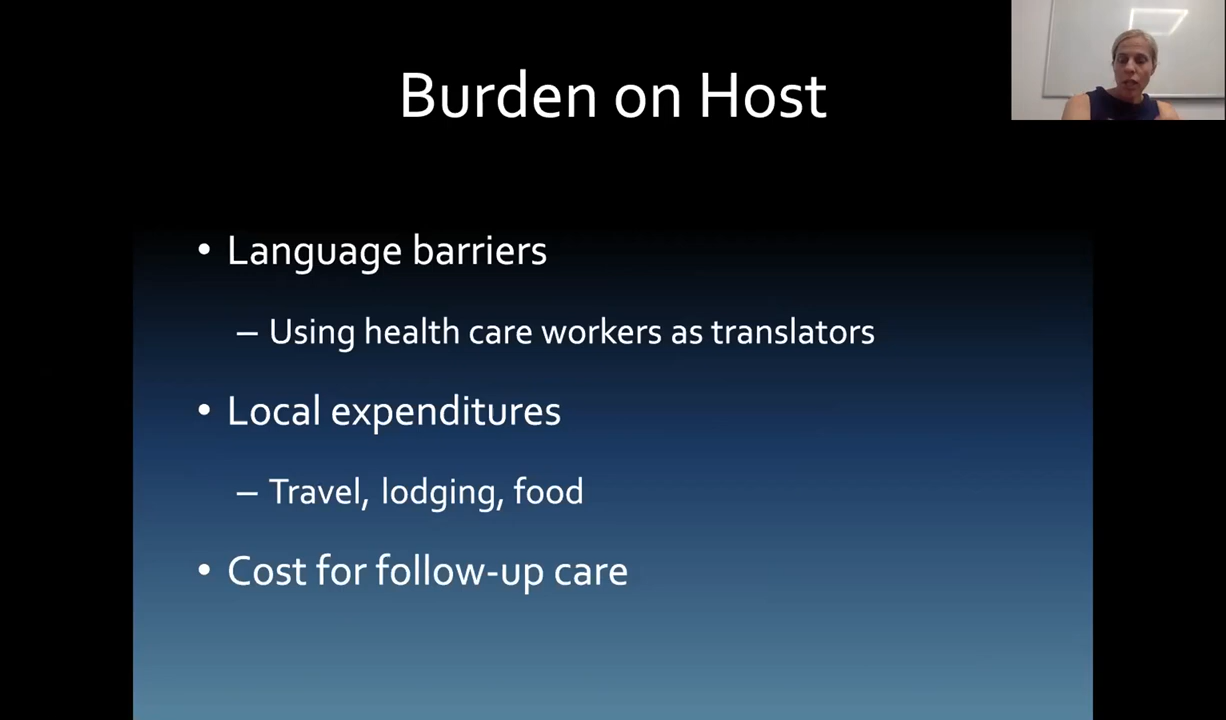 Burden on Host
• Language barriers
– Using health care workers as translators
• Local expenditures
– Travel, lodging, food
• Cost for follow-up care